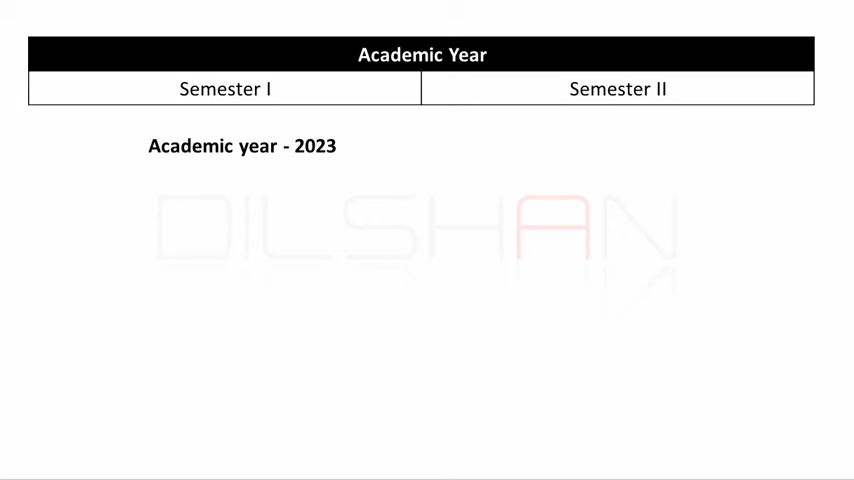 Academic Year
Semester I Semester II
Academic year - 2023
DILSHAN